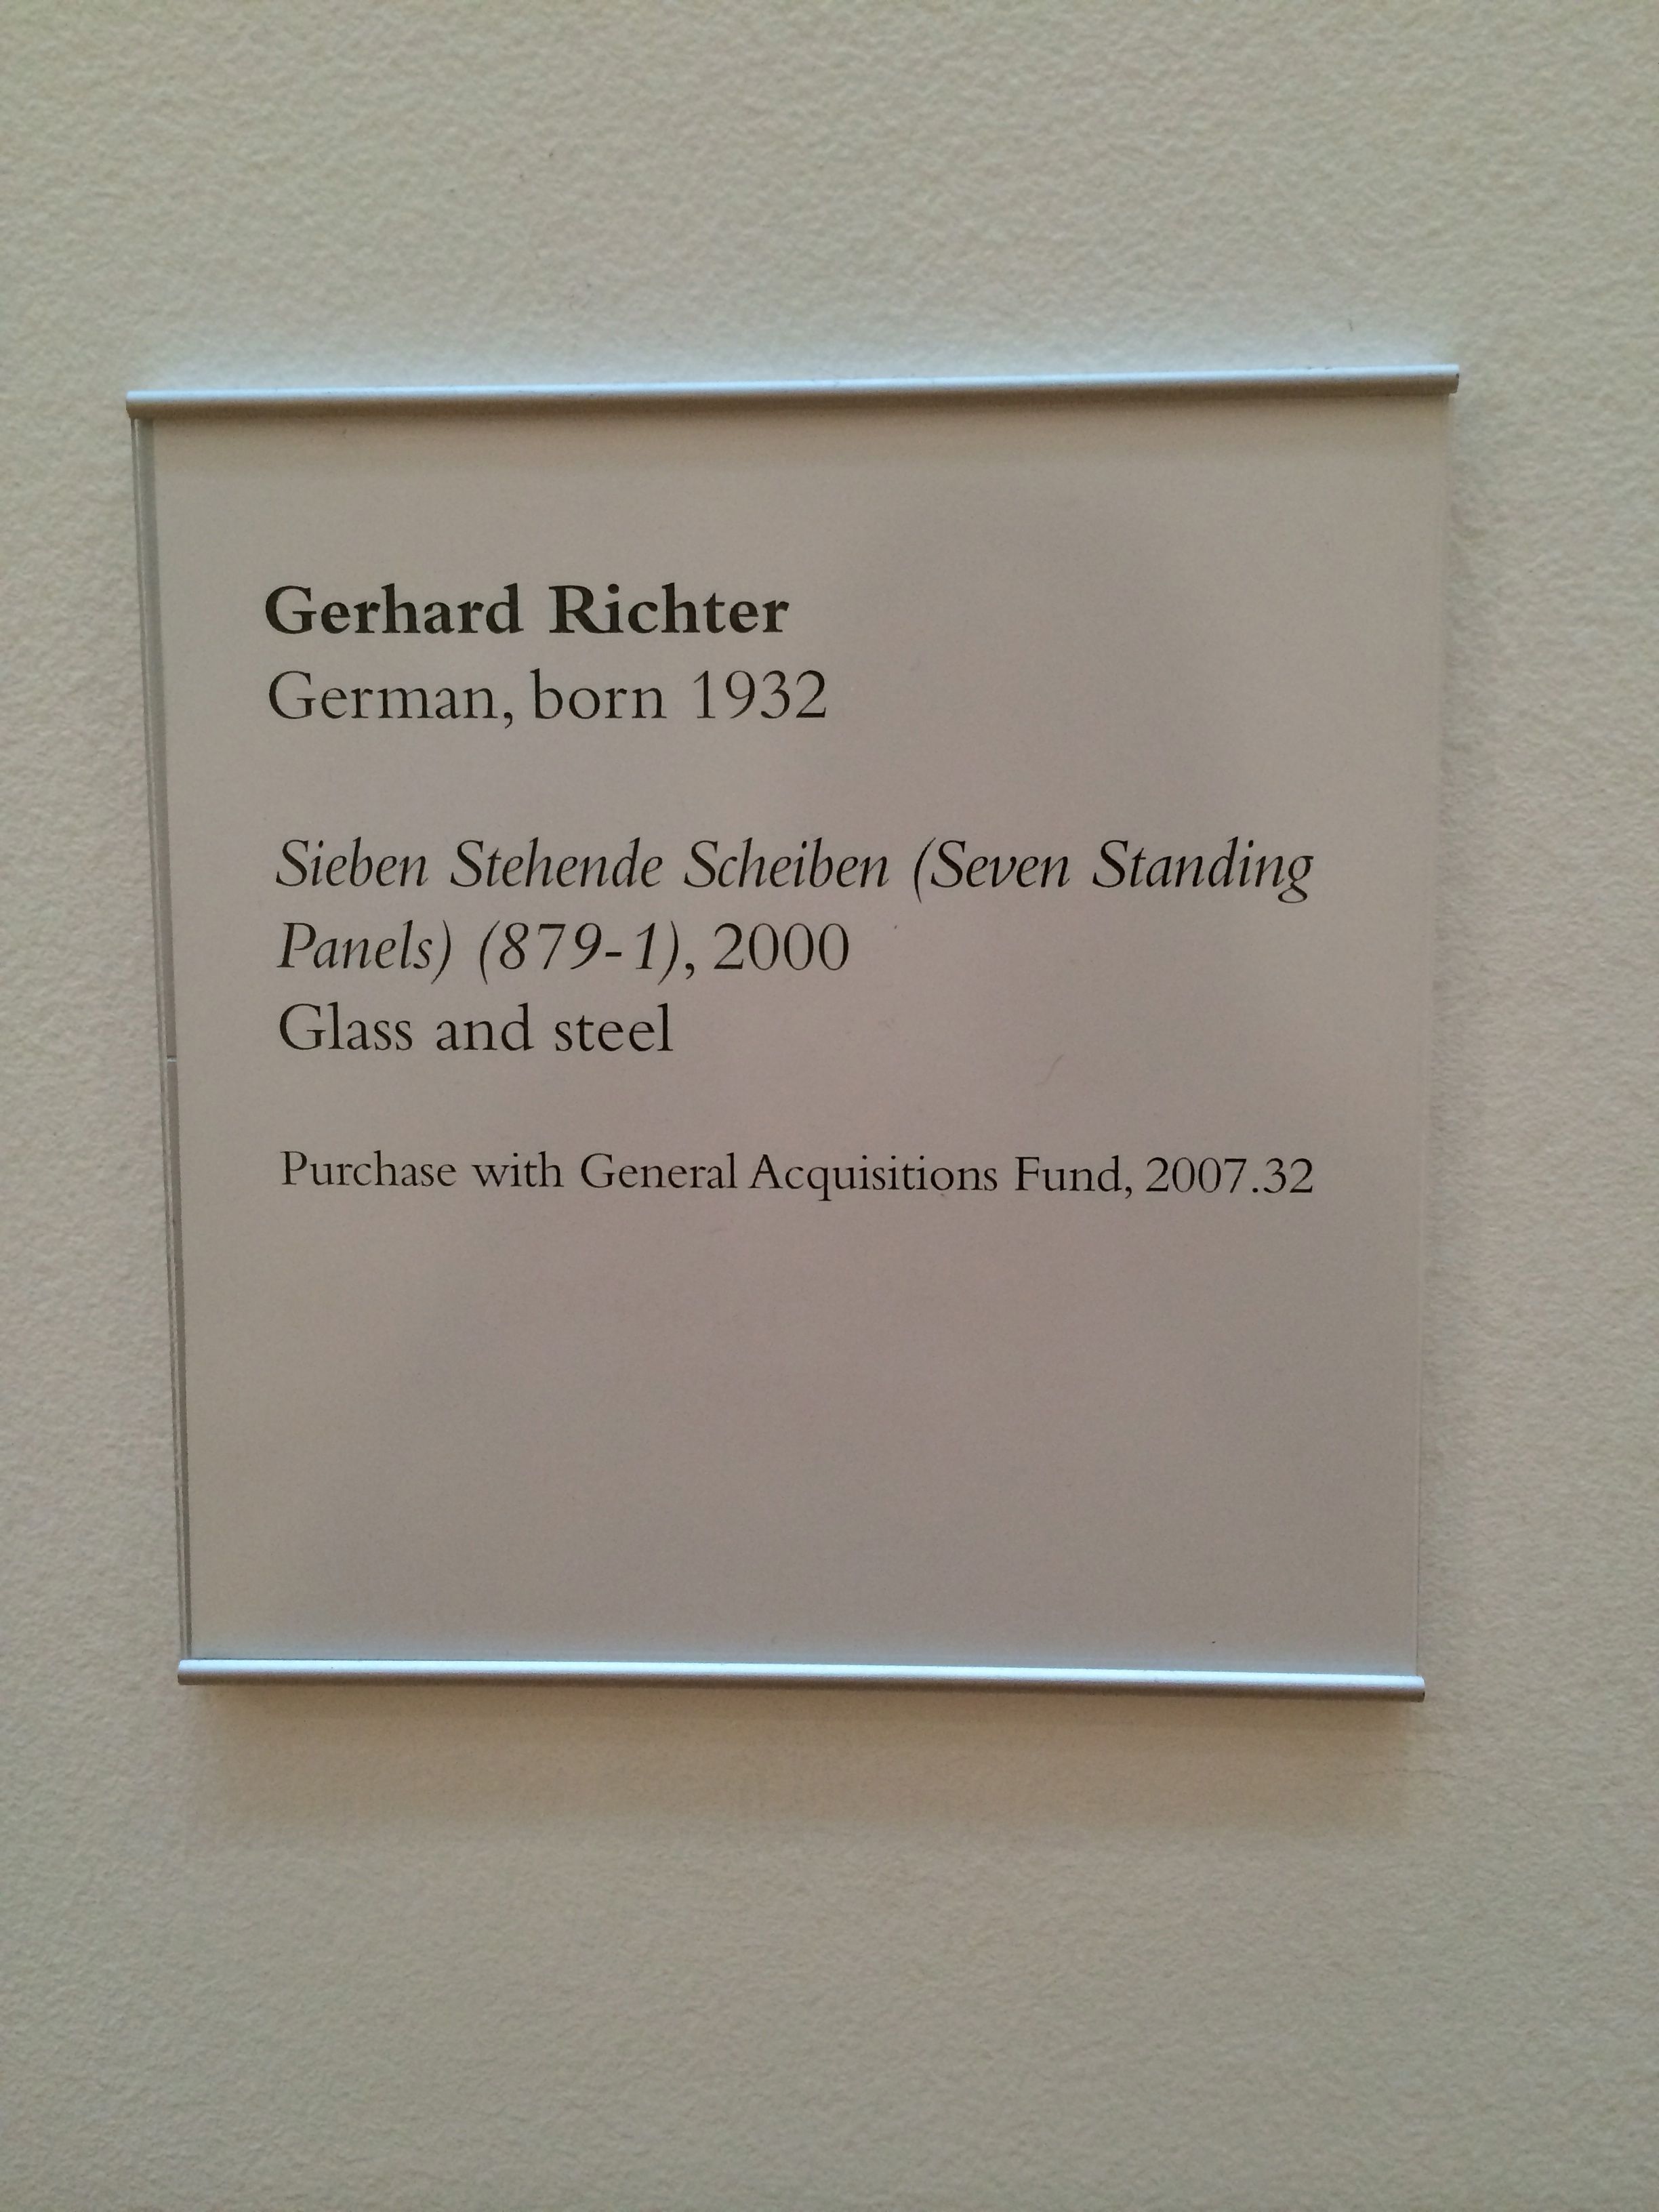 Gerhard Richter
German, born 1932
Sieben Stehende Scheiben (Seven Standing
Panels) (879-1), 2000
Glass and steel
Purchase with General Acquisitions Fund, 2007.32